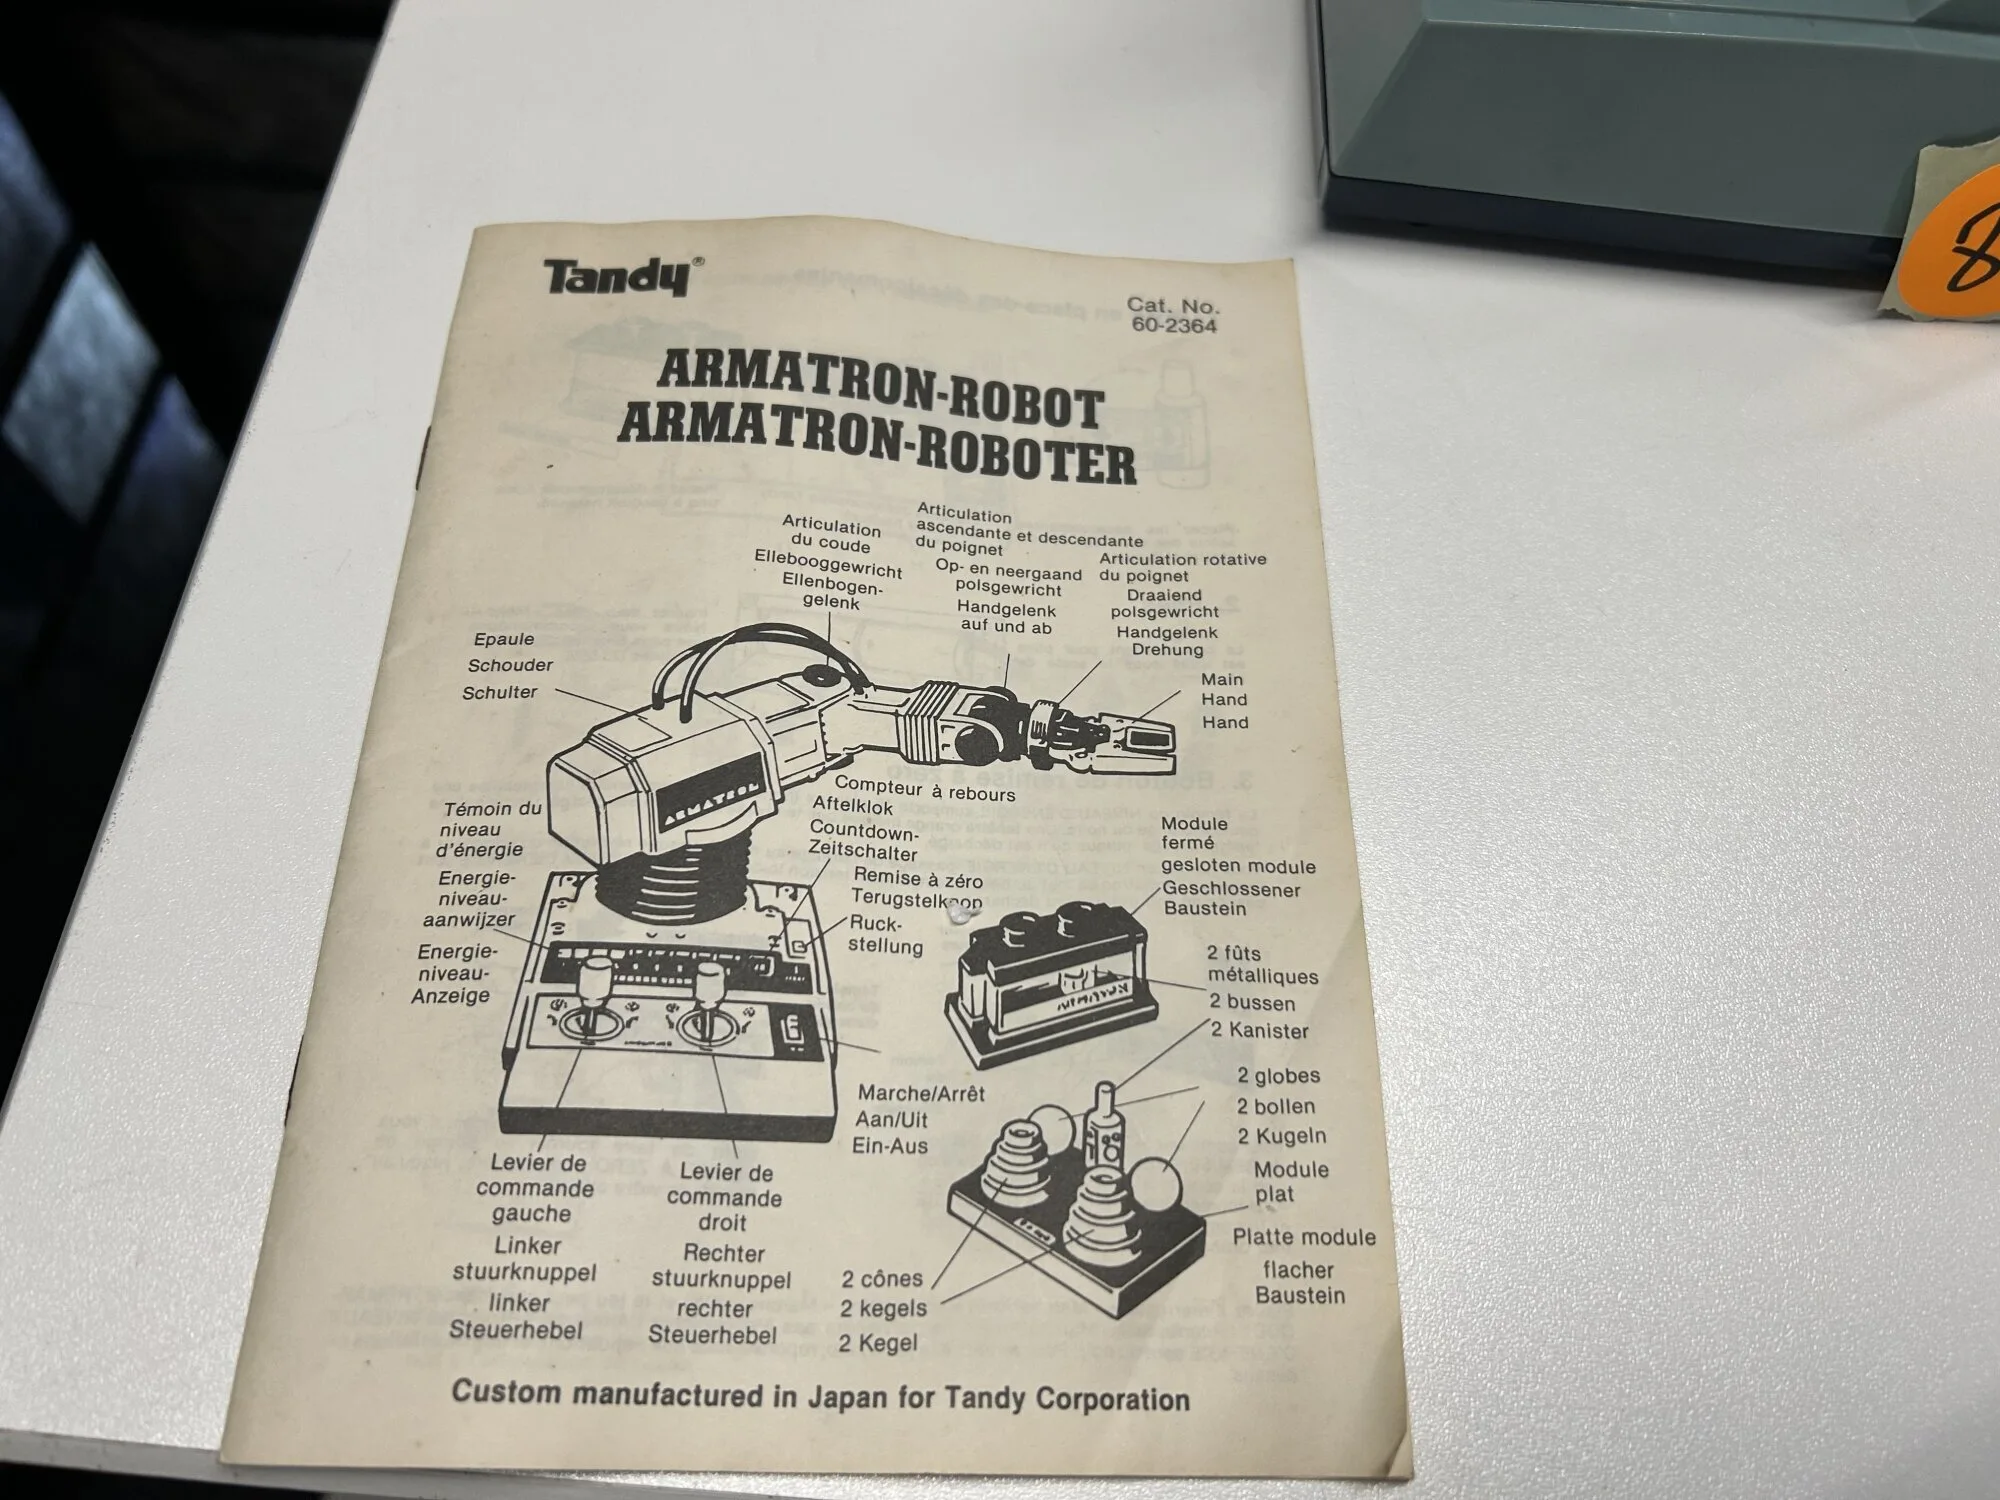 Tandy®
Cat. No.
60-2364
ARMATRON-ROBOT
ARMATRON-ROBOTER
Articulation
du coude
Ellebooggewricht
Ellenbogen-
gelenk
Articulation
ascendante et descendante
du poignet
Op- en neergaand
polsgewricht
Handgelenk
auf und ab
Articulation rotative
du poignet
Draaiend
polsgewricht
Handgelenk
Drehung
Epaule
Schouder
Schulter
Main
Hand
Hand
ARMATRON
Témoin du
niveau
d'énergie
Energie-
niveau-
aanwijzer
Energie-
niveau-
Anzeige
Compteur à rebours
Aftelklok
Countdown-
Zeitschalter
Remise à zéro
Terugstelknop
Ruck-
stellung
Module
fermé
gesloten module
Geschlossener
Baustein
2 fûts
métalliques
2 bussen
2 Kanister
2 globes
2 bollen
2 Kugeln
Module
plat
Platte module
flacher
Baustein
Marche/Arrêt
Aan/Uit
Ein-Aus
Levier de
commande
gauche
Linker
stuurknuppel
linker
Steuerhebel
Levier de
commande
droit
Rechter
stuurknuppel
rechter
Steuerhebel
2 cônes
2 kegels
2 Kegel
Custom manufactured in Japan for Tandy Corporation